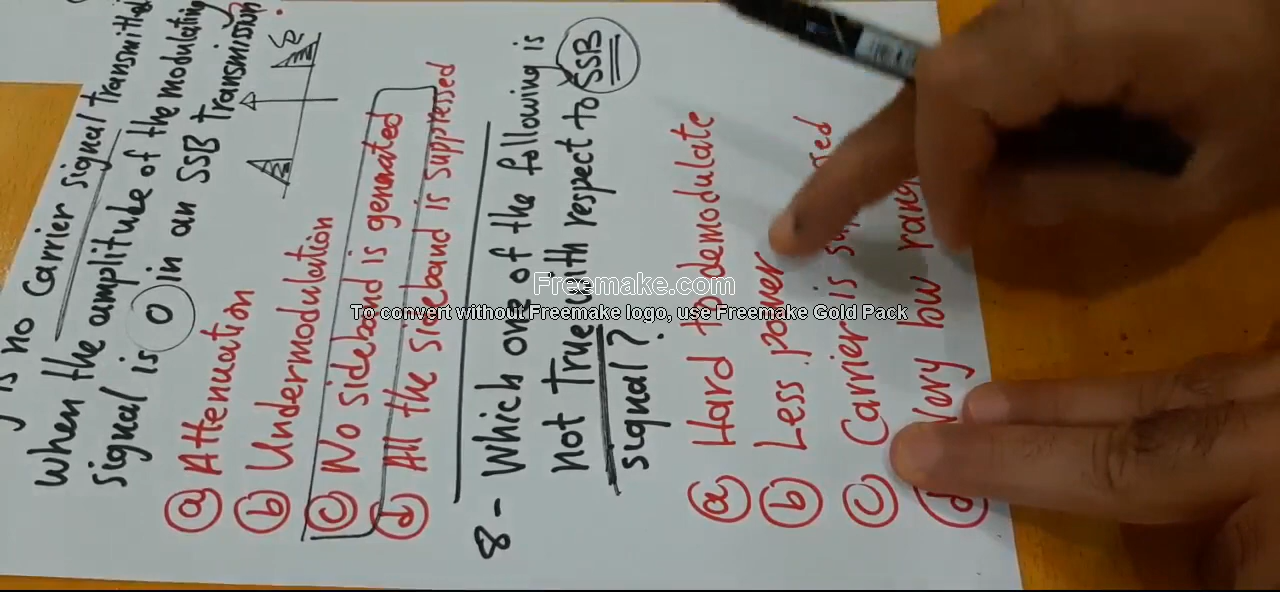 is no Carrier signal
When the amplitude of the modulating
signal is 0 in an SSB transmission?
(a) Attenuation
(b) Undermodulation
(c) No sideband is generated
(d) All the sideband is suppressed
8- Which one of the following is
not True with respect to SSB
signal?
(a) Hard to demodulate
(b) Less power
(c) Carrier is
(d) Very low
Freemake.com
To convert without Freemake logo, use Freemake Gold Pack